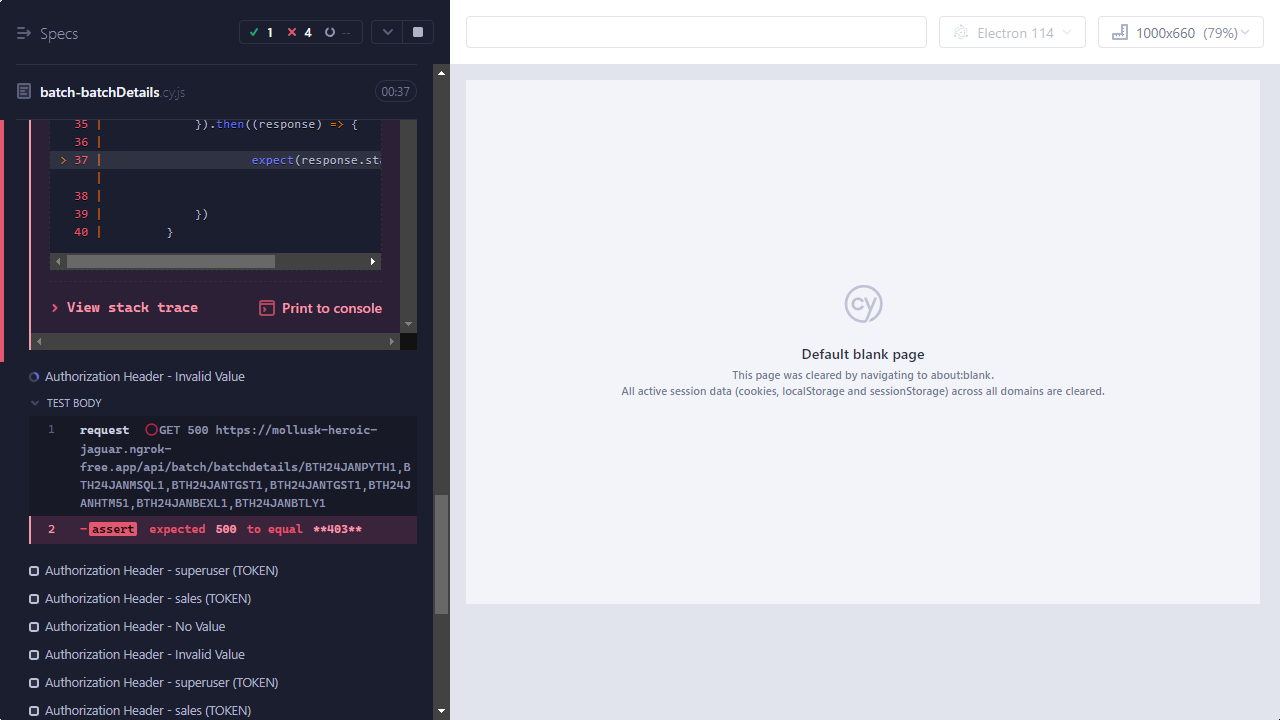 Specs
1
4
--
Electron 114
1000x660 (79%)
batch-batchDetails.cy.js
00:37
35 | }).then((response) => {
36 |
> 37 | expect(response.sta
|
38 |
39 | })
40 | }
View stack trace
Print to console
Authorization Header - Invalid Value
TEST BODY
1 request GET 500 https://mollusk-heroic-
jaguar.ngrok-
free.app/api/batch/batchdetails/BTH24JANPYTH1,B
TH24JANMSQL1,BTH24JANTGST1,BTH24JANTGST1,BTH24J
ANHTM51,BTH24JANBEXL1,BTH24JANBTLY1
2 -assert expected 500 to equal **403**
Authorization Header - superuser (TOKEN)
Authorization Header - sales (TOKEN)
Authorization Header - No Value
Authorization Header - Invalid Value
Authorization Header - superuser (TOKEN)
Authorization Header - sales (TOKEN)
cy
Default blank page
This page was cleared by navigating to about:blank.
All active session data (cookies, localStorage and sessionStorage) across all domains are cleared.